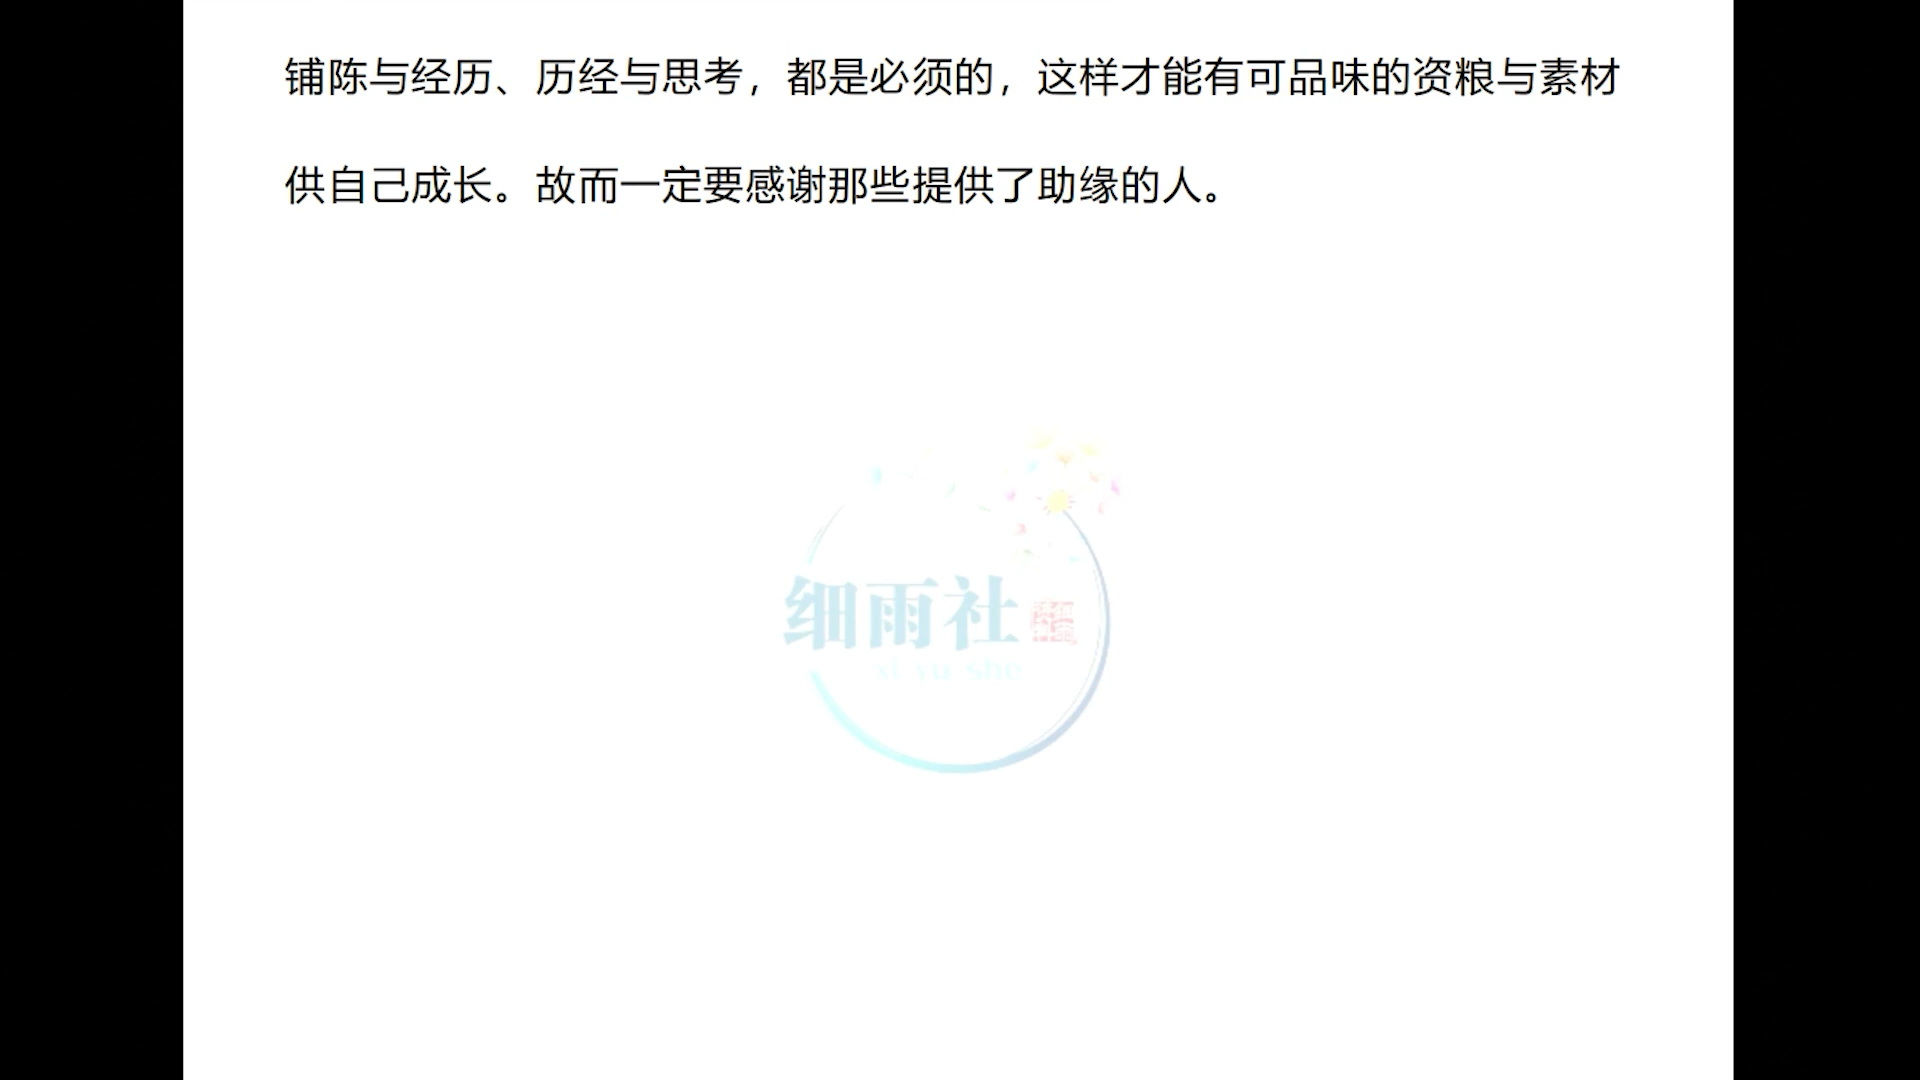 铺陈与经历、历经与思考，都是必须的，这样才能有可品味的资粮与素材
供自己成长。故而一定要感谢那些提供了助缘的人。
细雨社
xi yu she